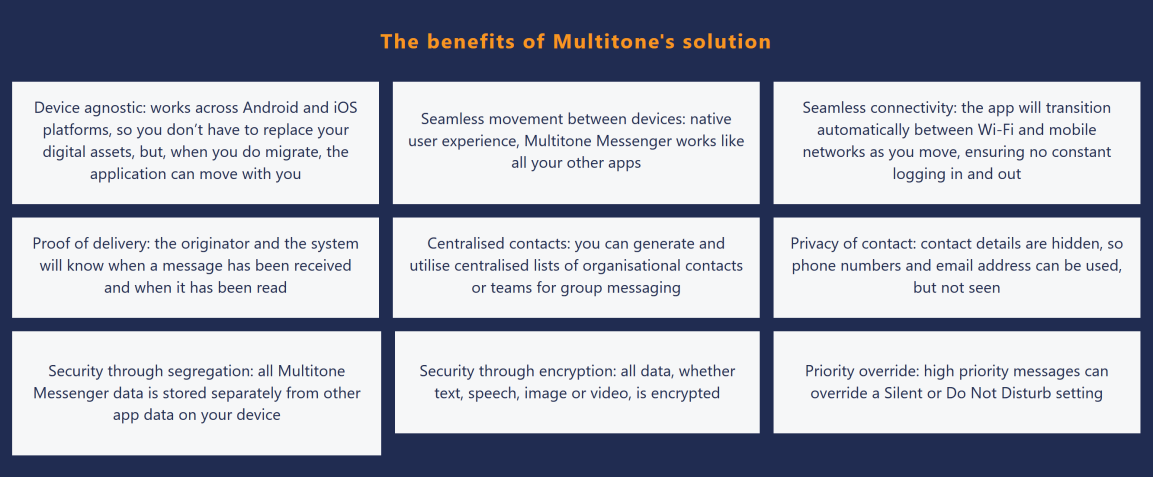 The benefits of Multitone's solution
Device agnostic: works across Android and iOS
platforms, so you don’t have to replace your
digital assets, but, when you do migrate, the
application can move with you
Seamless movement between devices: native
user experience, Multitone Messenger works like
all your other apps
Seamless connectivity: the app will transition
automatically between Wi-Fi and mobile
networks as you move, ensuring no constant
logging in and out
Proof of delivery: the originator and the system
will know when a message has been received
and when it has been read
Centralised contacts: you can generate and
utilise centralised lists of organisational contacts
or teams for group messaging
Privacy of contact: contact details are hidden, so
phone numbers and email address can be used,
but not seen
Security through segregation: all Multitone
Messenger data is stored separately from other
app data on your device
Security through encryption: all data, whether
text, speech, image or video, is encrypted
Priority override: high priority messages can
override a Silent or Do Not Disturb setting